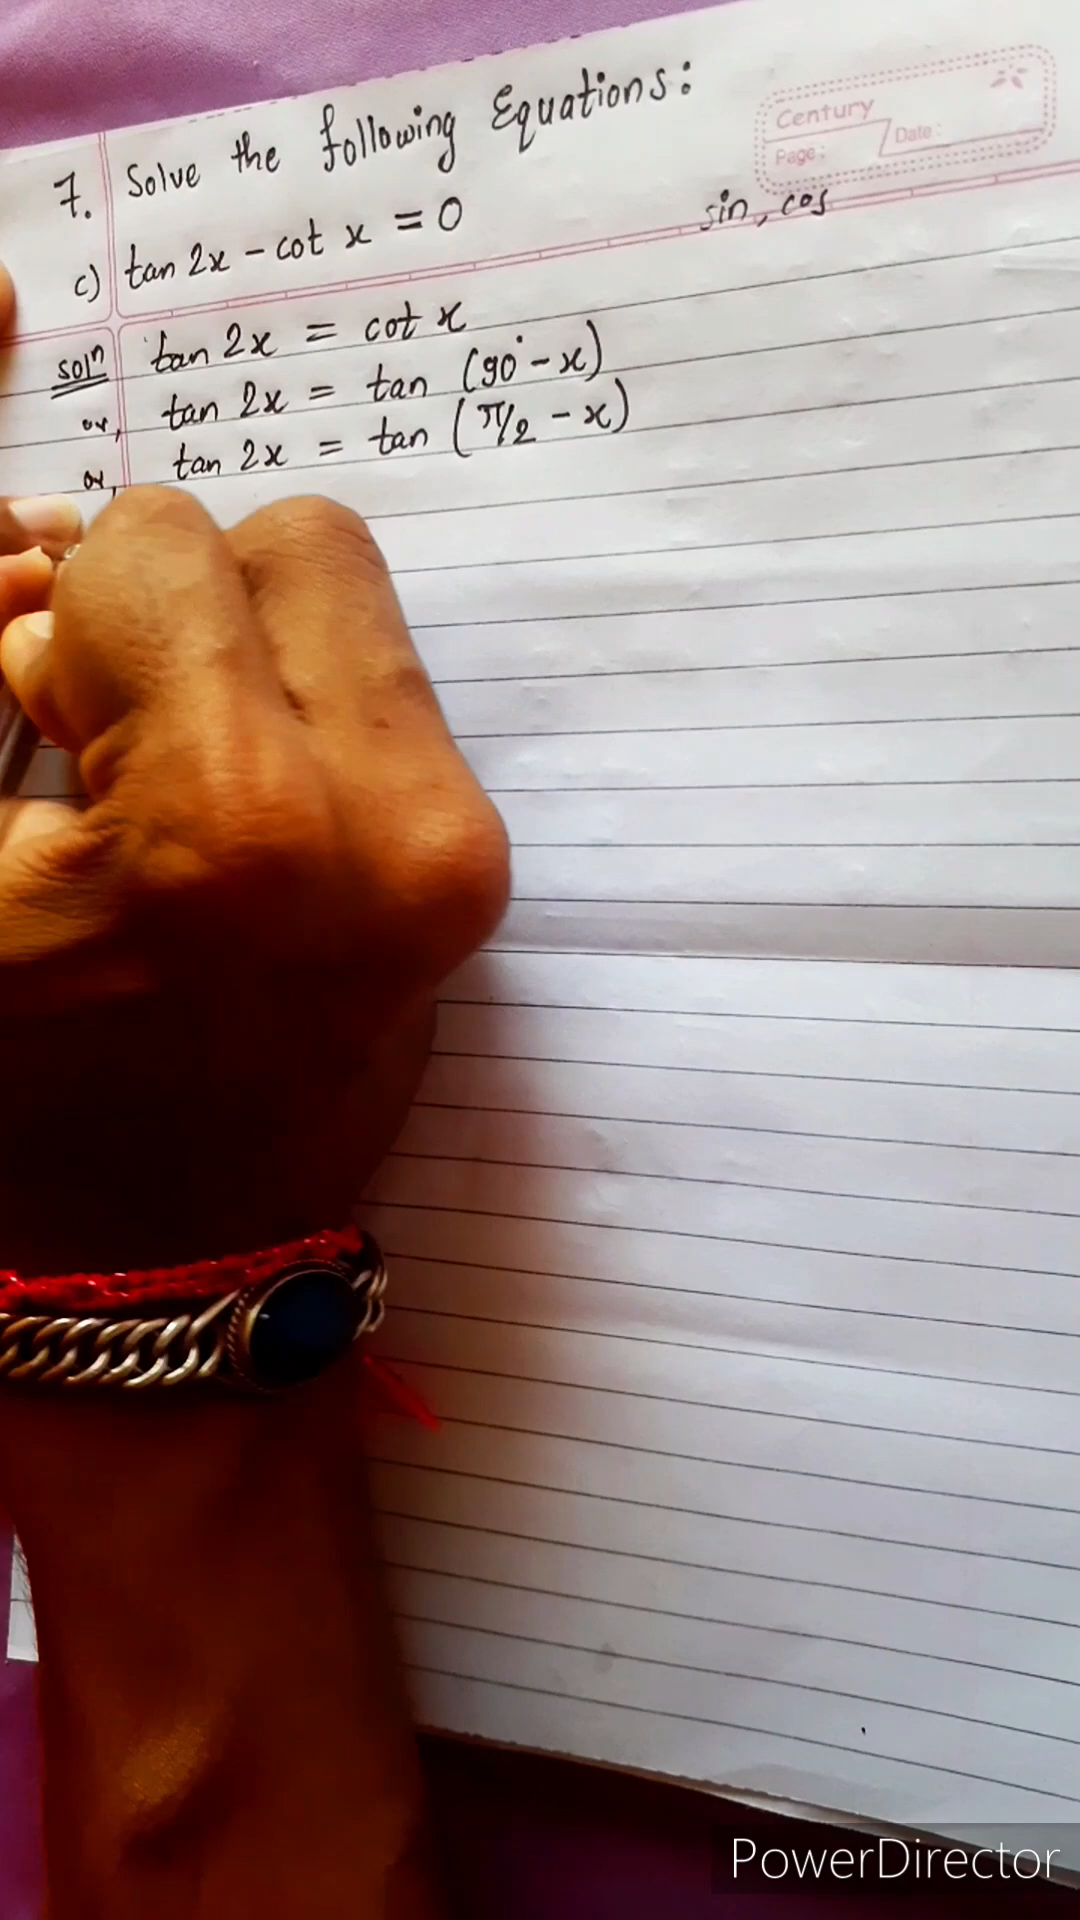 7. Solve the following Equations:
Century
Page:
Date:
c) tan 2x - cot x = 0
sin, cos
solⁿ tan 2x = cot x
or, tan 2x = tan (90° - x)
or, tan 2x = tan (π/2 - x)
PowerDirector